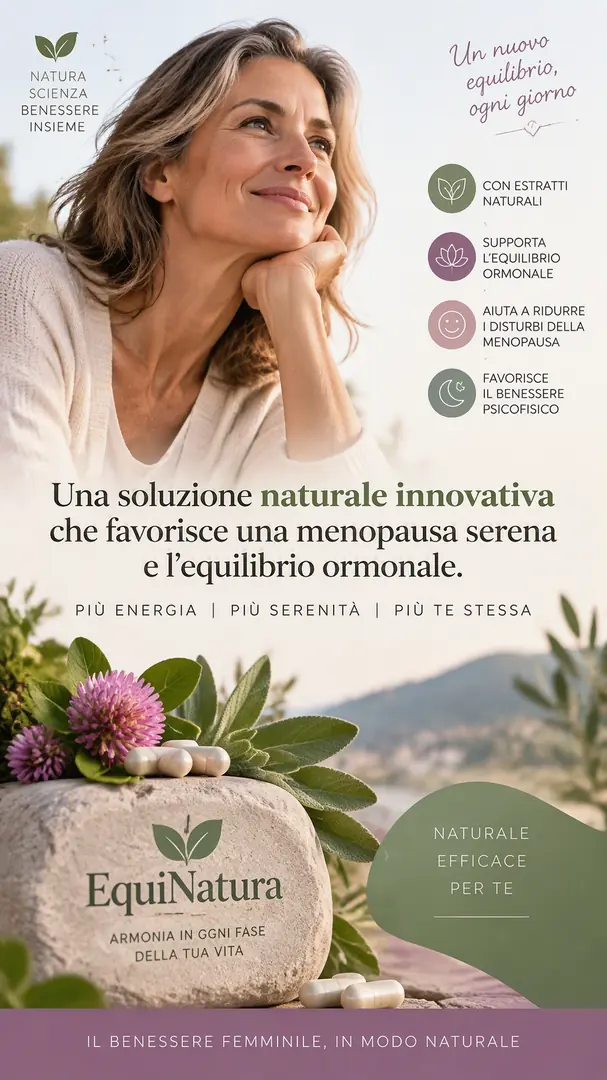 NATURA
SCIENZA
BENESSERE
INSIEME
Un nuovo
equilibrio,
ogni giorno
CON ESTRATTI
NATURALI
SUPPORTA
L'EQUILIBRIO
ORMONALE
AIUTA A RIDURRE
I DISTURBI DELLA
MENOPAUSA
FAVORISCE
IL BENESSERE
PSICOFISICO
Una soluzione naturale innovativa
che favorisce una menopausa serena
e l'equilibrio ormonale.
PIÙ ENERGIA | PIÙ SERENITÀ | PIÙ TE STESSA
EquiNatura
ARMONIA IN GGNI FASE
DELLA TUA VITA
NATURALE
EFFICACE
PER TE
IL BENESSERE FEMMINILE, IN MODO NATURALE